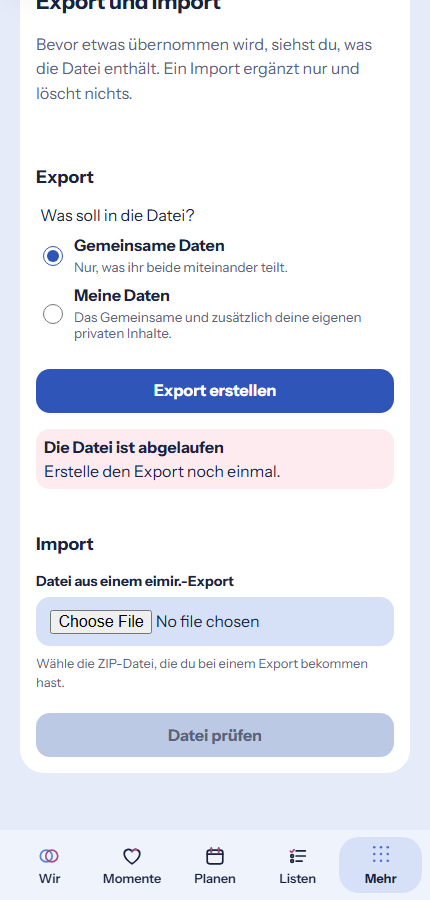 Export und Import
Bevor etwas übernommen wird, siehst du, was
die Datei enthält. Ein Import ergänzt nur und
löscht nichts.
Export
Was soll in die Datei?
Gemeinsame Daten
Nur, was ihr beide miteinander teilt.
Meine Daten
Das Gemeinsame und zusätzlich deine eigenen
privaten Inhalte.
Export erstellen
Die Datei ist abgelaufen
Erstelle den Export noch einmal.
Import
Datei aus einem eimir.-Export
Choose File No file chosen
Wähle die ZIP-Datei, die du bei einem Export bekommen
hast.
Datei prüfen
Wir Momente Planen Listen Mehr